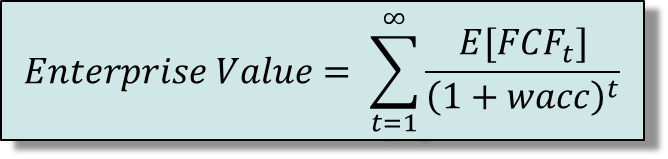 Enterprise Value = ∑_{t=1}^{∞} E[FCF_t] / (1 + wacc)^t